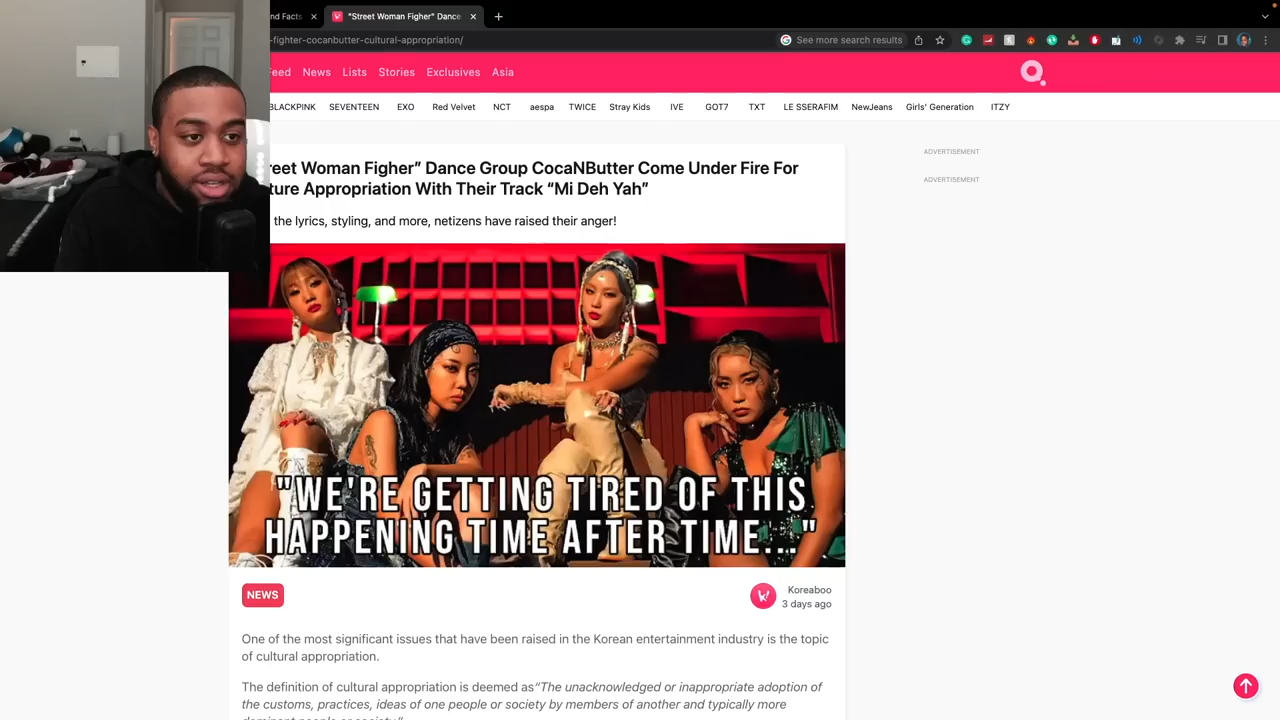 nd Facts
"Street Woman Figher" Dance
-fighter-cocanbutter-cultural-appropriation/
See more search results
Feed News Lists Stories Exclusives Asia
BLACKPINK SEVENTEEN EXO Red Velvet NCT aespa TWICE Stray Kids IVE GOT7 TXT LE SSERAFIM NewJeans Girls' Generation ITZY
ADVERTISEMENT
ADVERTISEMENT
reet Woman Figher” Dance Group CocaNButter Come Under Fire For
ture Appropriation With Their Track “Mi Deh Yah”
the lyrics, styling, and more, netizens have raised their anger!
"WE'RE GETTING TIRED OF THIS
HAPPENING TIME AFTER TIME..."
NEWS
Koreaboo
3 days ago
One of the most significant issues that have been raised in the Korean entertainment industry is the topic
of cultural appropriation.
The definition of cultural appropriation is deemed as“The unacknowledged or inappropriate adoption of
the customs, practices, ideas of one people or society by members of another and typically more
dominant people or society.”